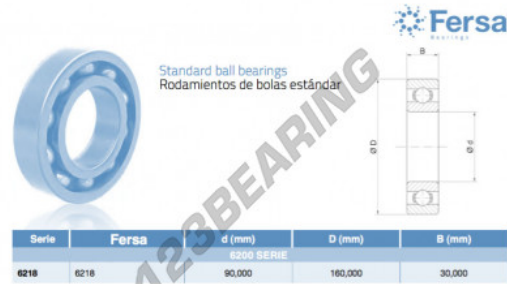 Fersa
Bearings
Standard ball bearings
Rodamientos de bolas estándar
B
Ø D
Ø d
123BEARING
Serie Fersa d (mm) D (mm) B (mm)
6200 SERIE
6218 6218 90,000 160,000 30,000